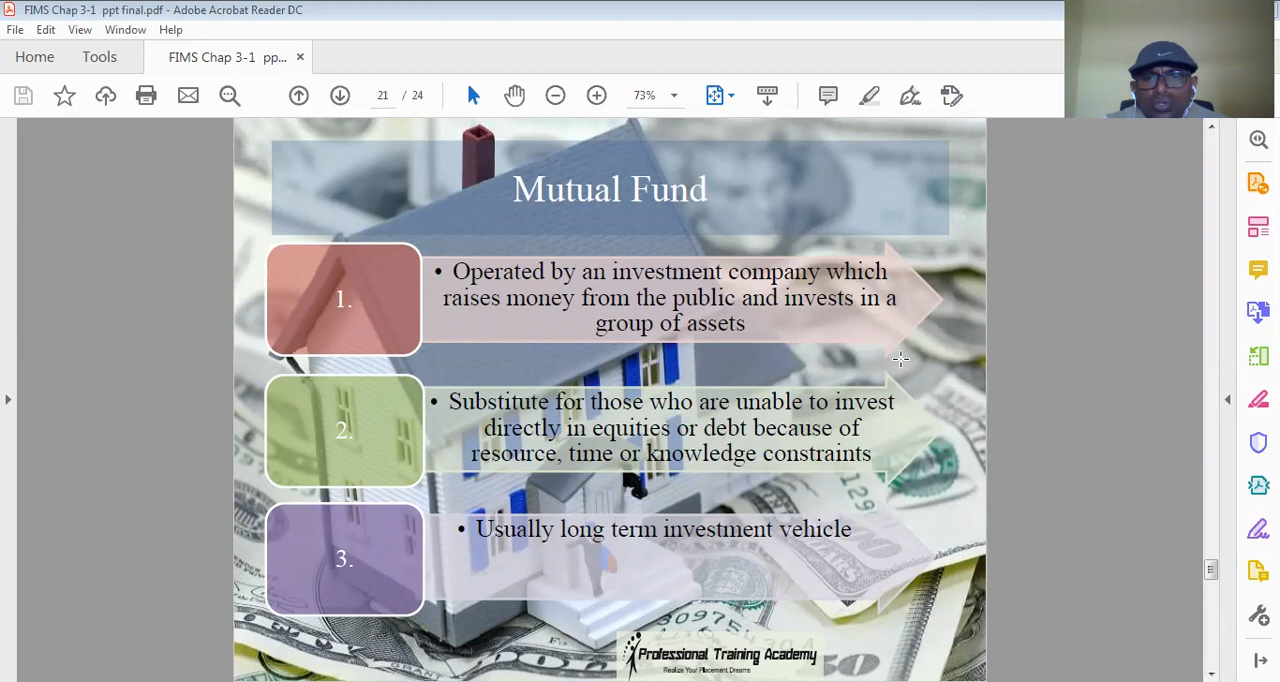 FIMS Chap 3-1 ppt final.pdf - Adobe Acrobat Reader DC
File Edit View Window Help
Home Tools FIMS Chap 3-1 pp... ×
21 / 24 73%
Mutual Fund
1.
• Operated by an investment company which
raises money from the public and invests in a
group of assets
2.
• Substitute for those who are unable to invest
directly in equities or debt because of
resource, time or knowledge constraints
3.
• Usually long term investment vehicle
Professional Training Academy
Realize Your Placement Dreams